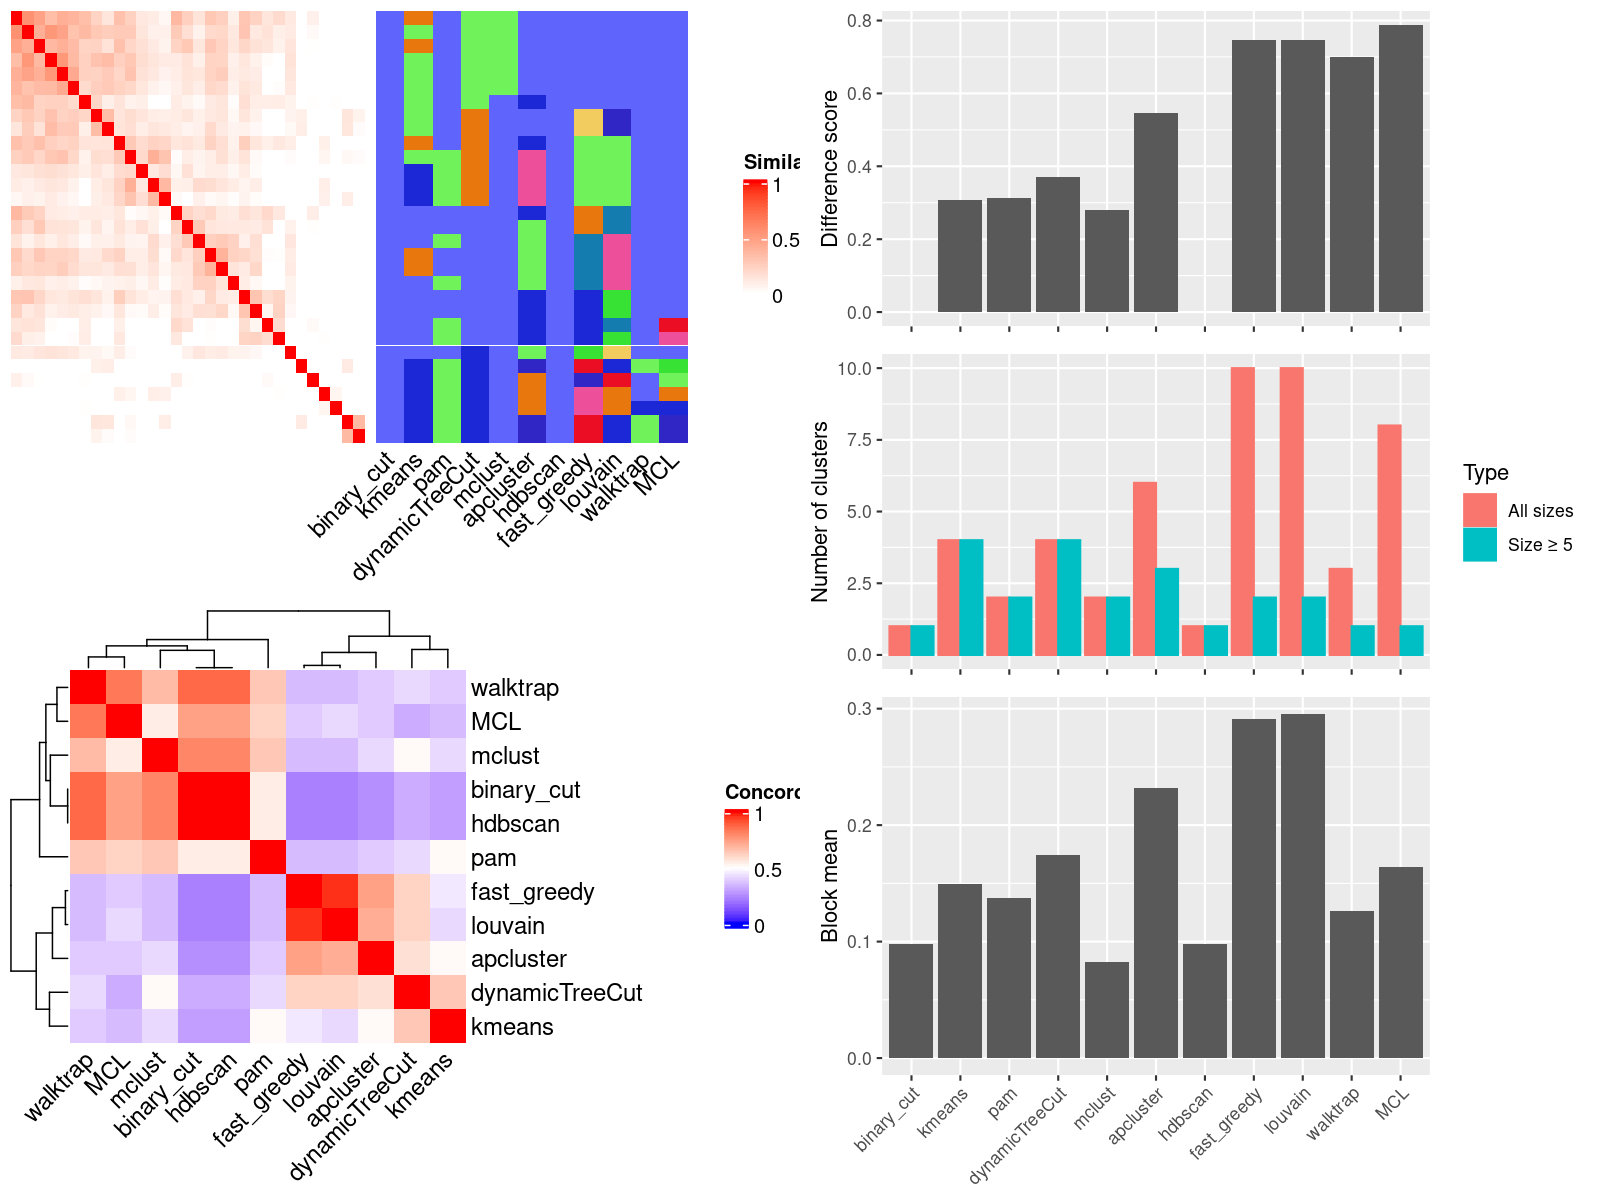 Simila
1
0.5
0
binary_cut
kmeans
pam
dynamicTreeCut
mclust
apcluster
hdbscan
fast_greedy
louvain
walktrap
MCL
walktrap
MCL
mclust
binary_cut
hdbscan
pam
fast_greedy
louvain
apcluster
dynamicTreeCut
kmeans
walktrap
MCL
mclust
binary_cut
hdbscan
pam
fast_greedy
louvain
apcluster
dynamicTreeCut
kmeans
Concord
1
0.5
0
Difference score
0.8
0.6
0.4
0.2
0.0
Number of clusters
10.0
7.5
5.0
2.5
0.0
Type
All sizes
Size ≥ 5
Block mean
0.3
0.2
0.1
0.0
binary_cut
kmeans
pam
dynamicTreeCut
mclust
apcluster
hdbscan
fast_greedy
louvain
walktrap
MCL